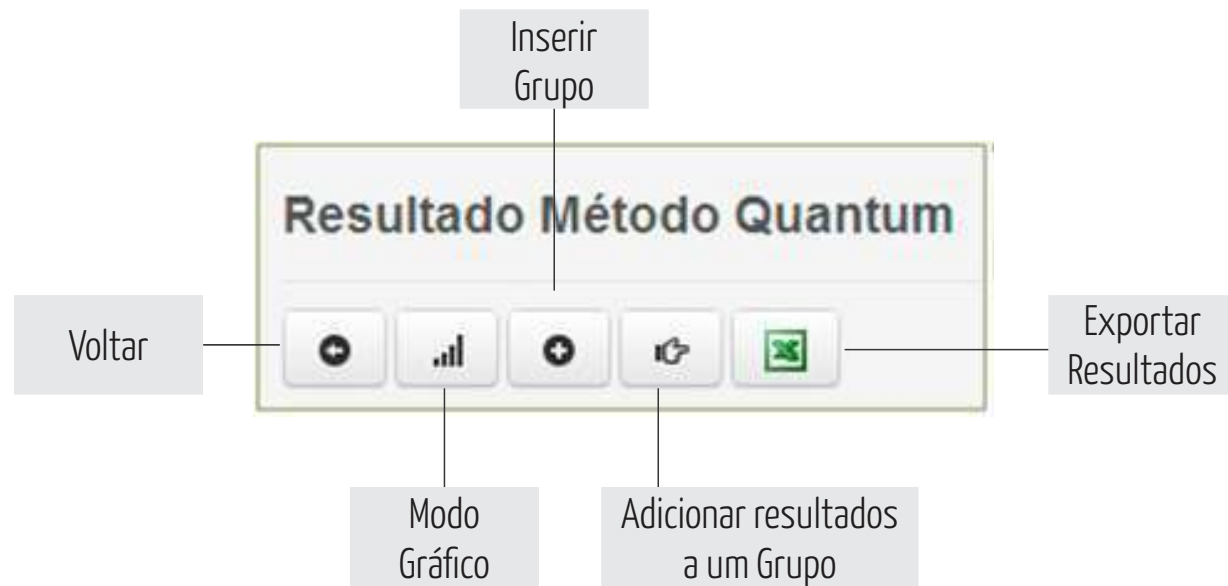 Inserir
Grupo
Resultado Método Quantum
Voltar
Exportar
Resultados
Modo
Gráfico
Adicionar resultados
a um Grupo